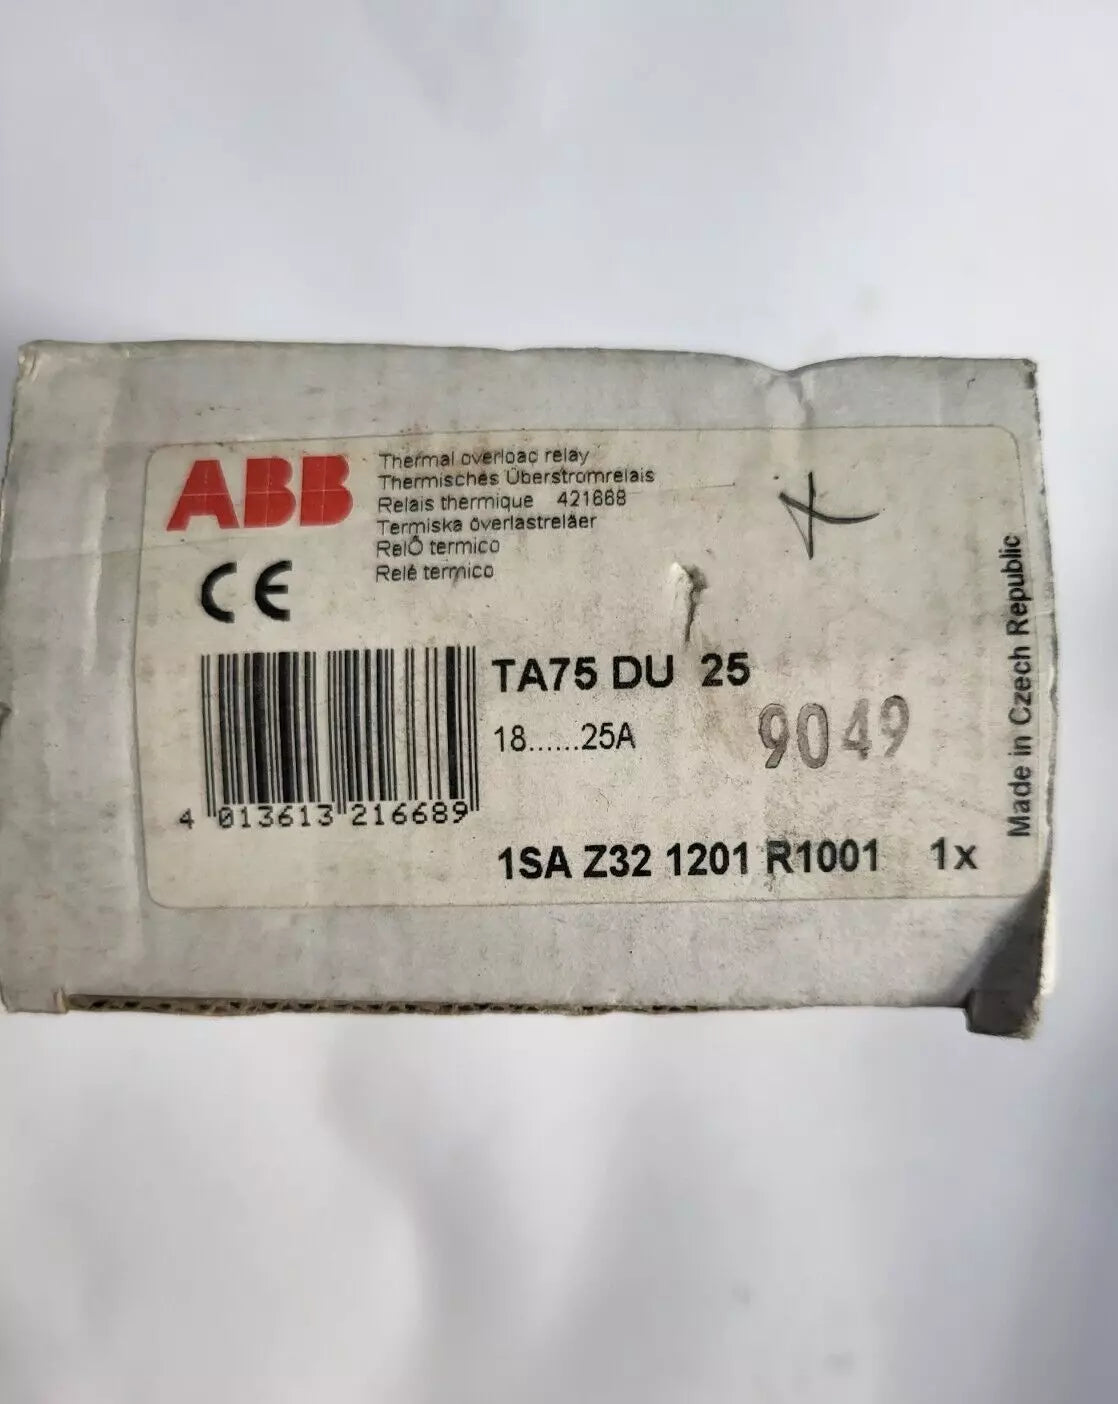 ABB
Thermal overload relay
Thermisches Überstromrelais
Relais thermique 421668
Termiska överlastreläer
RelÔ termico
Relé termico
CE
TA75 DU 25
18......25A
9049
4 013613 216689
1SA Z32 1201 R1001 1x
Made in Czech Republic